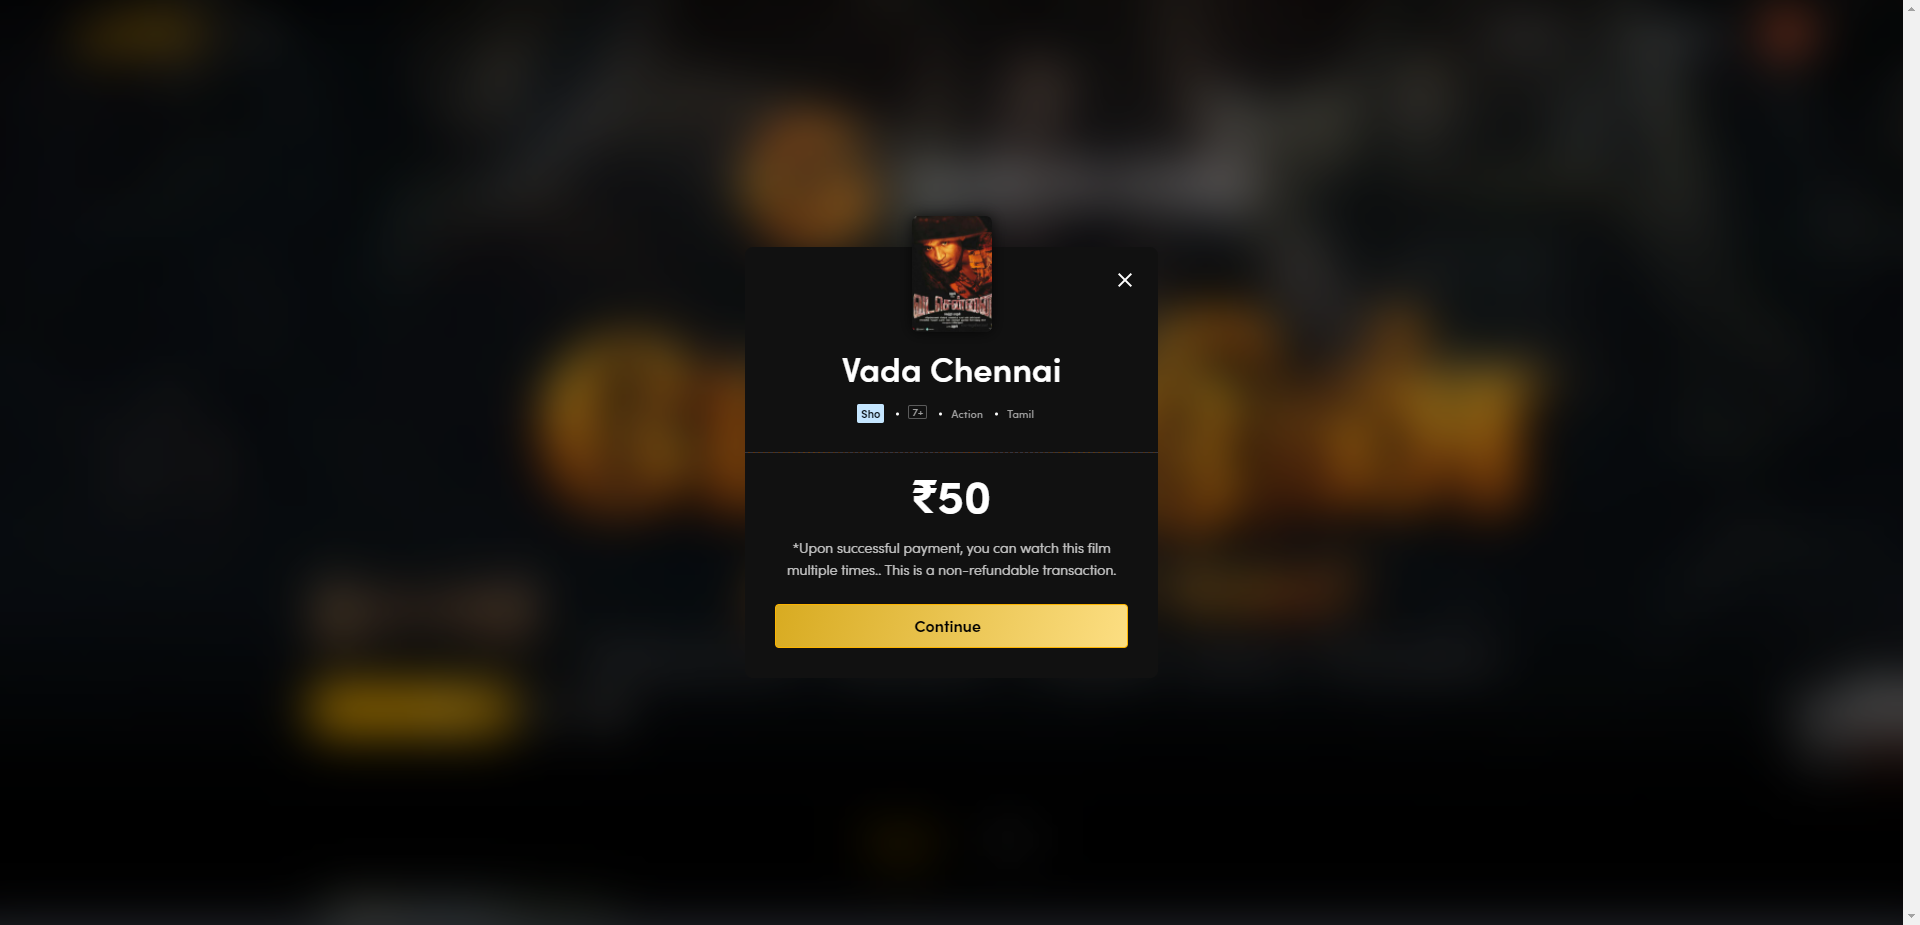 வடசென்னை
Vada Chennai
Sho • 7+ • Action • Tamil
₹50
*Upon successful payment, you can watch this film
multiple times.. This is a non-refundable transaction.
Continue